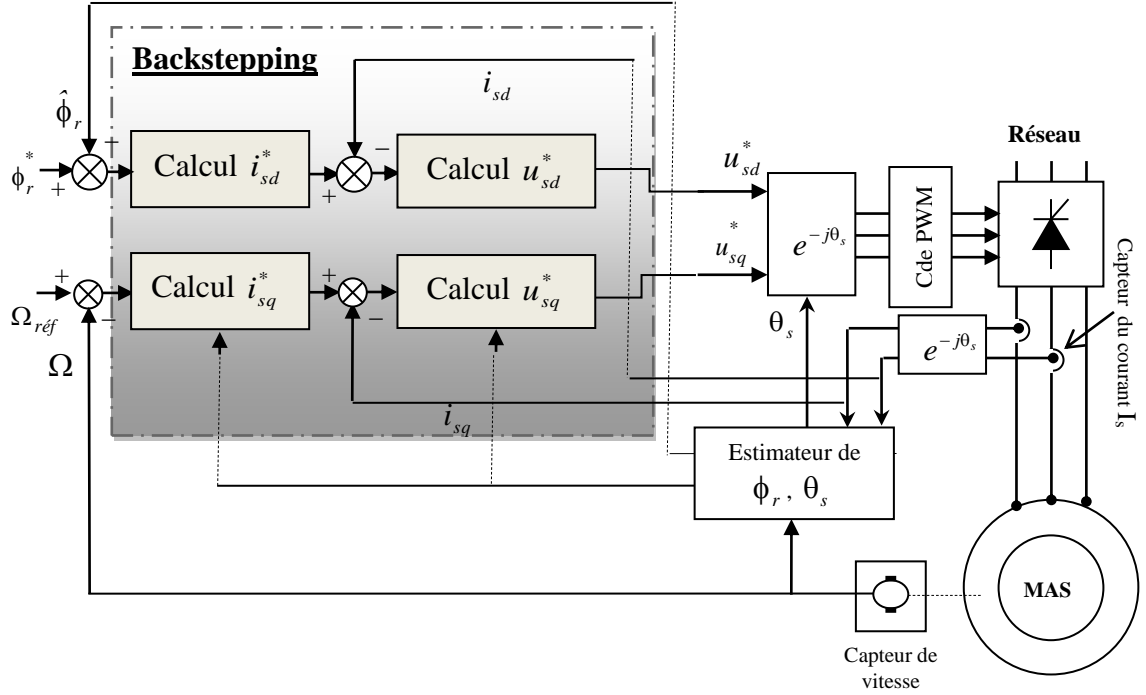 Backstepping
i_sd
φ̂_r
+
Calcul i*_sd
−
Calcul u*_sd
φ*_r
+
+
u*_sd
Réseau
u*_sq
e^{-jθ_s}
Cde PWM
+
Calcul i*_sq
+
Calcul u*_sq
Ω_réf
−
−
θ_s
e^{-jθ_s}
Capteur du courant I_s
Ω
i_sq
Estimateur de
φ_r , θ_s
MAS
Capteur de
vitesse